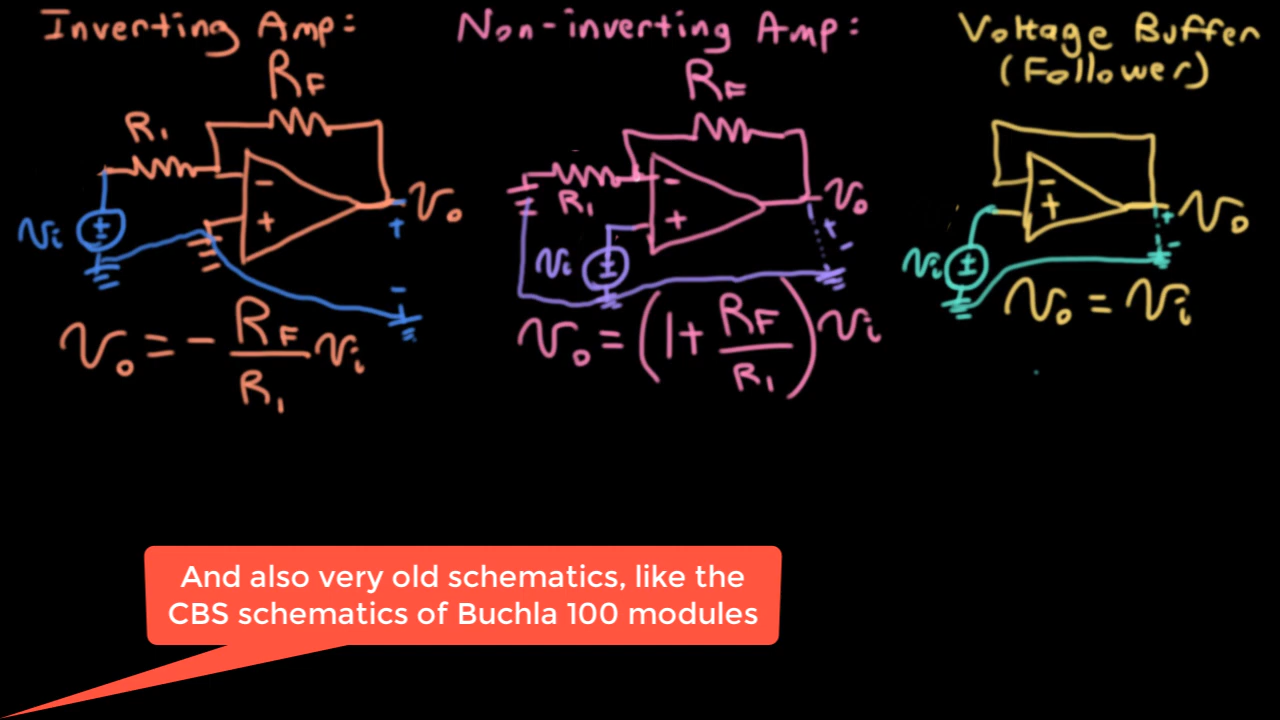 Inverting Amp:
RF
R1
-
+
Vi
±
Vo
+
-
Vo = - RF/R1 Vi
Non-inverting Amp:
RF
R1
-
+
Vi
±
Vo
+
-
Vo = (1 + RF/R1) Vi
Voltage Buffer
(Follower)
-
+
Vi
±
Vo
+
-
Vo = Vi
And also very old schematics, like the
CBS schematics of Buchla 100 modules